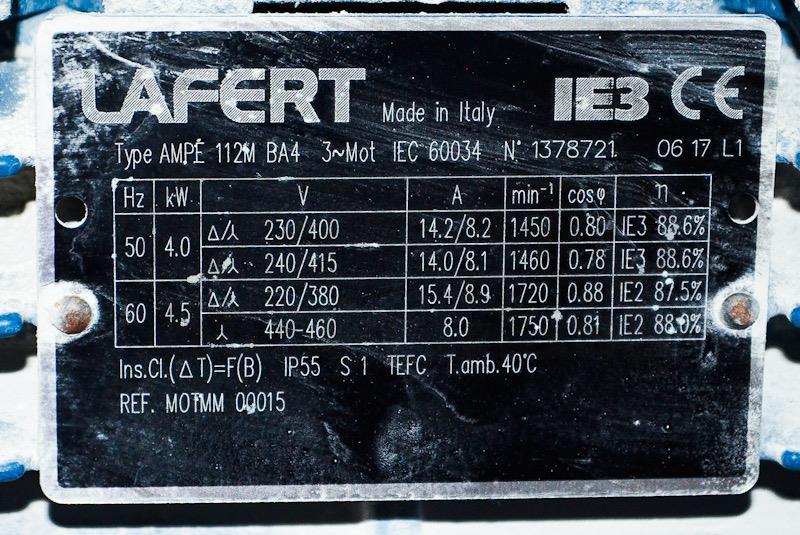 LAFERT Made in Italy IE3 CE
Type AMPE 112M BA4 3~Mot IEC 60034 N° 1378721 06 17 L1
Hz kW V A min⁻¹ cosφ η
50 4.0 Δ/⅄ 230/400 14.2/8.2 1450 0.80 IE3 88.6%
Δ/⅄ 240/415 14.0/8.1 1460 0.78 IE3 88.6%
60 4.5 Δ/⅄ 220/380 15.4/8.9 1720 0.88 IE2 87.5%
⅄ 440-460 8.0 1750 0.81 IE2 88.0%
Ins.Cl.(ΔT)=F(B) IP55 S 1 TEFC T.amb.40°C
REF. MOTMM 00015